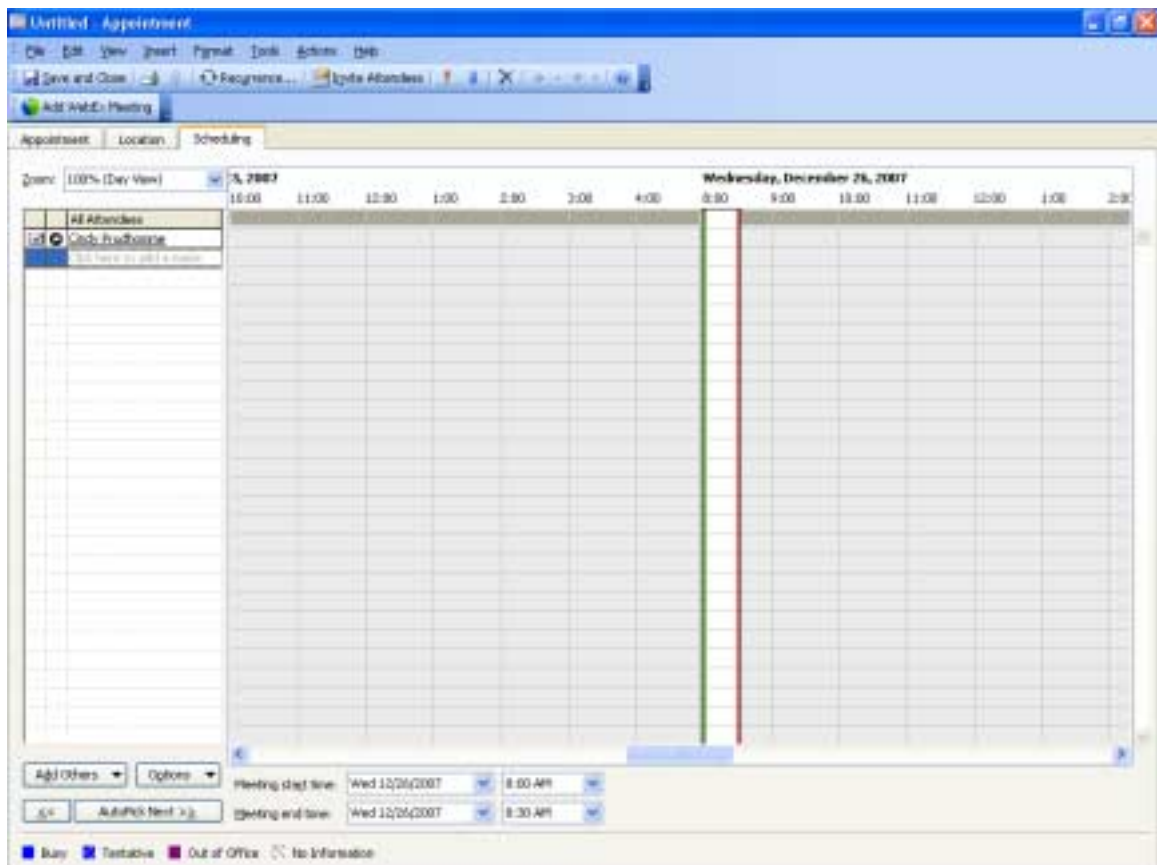 Untitled - Appointment
File Edit View Insert Format Tools Actions Help
Save and Close Recurrence... Invite Attendees
Add WebEx Meeting
Appointment Location Scheduling
Zoom: 100% (Day View) 5, 2007 Wednesday, December 26, 2007
10:00 11:00 12:00 1:00 2:00 3:00 4:00 8:00 9:00 10:00 11:00 12:00 1:00 2:00
All Attendees
Cindy Prudhomme
Click here to add a name
Add Others Options Meeting start time: Wed 12/26/2007 8:00 AM
<< AutoPick Next >> Meeting end time: Wed 12/26/2007 8:30 AM
Busy Tentative Out of Office No Information